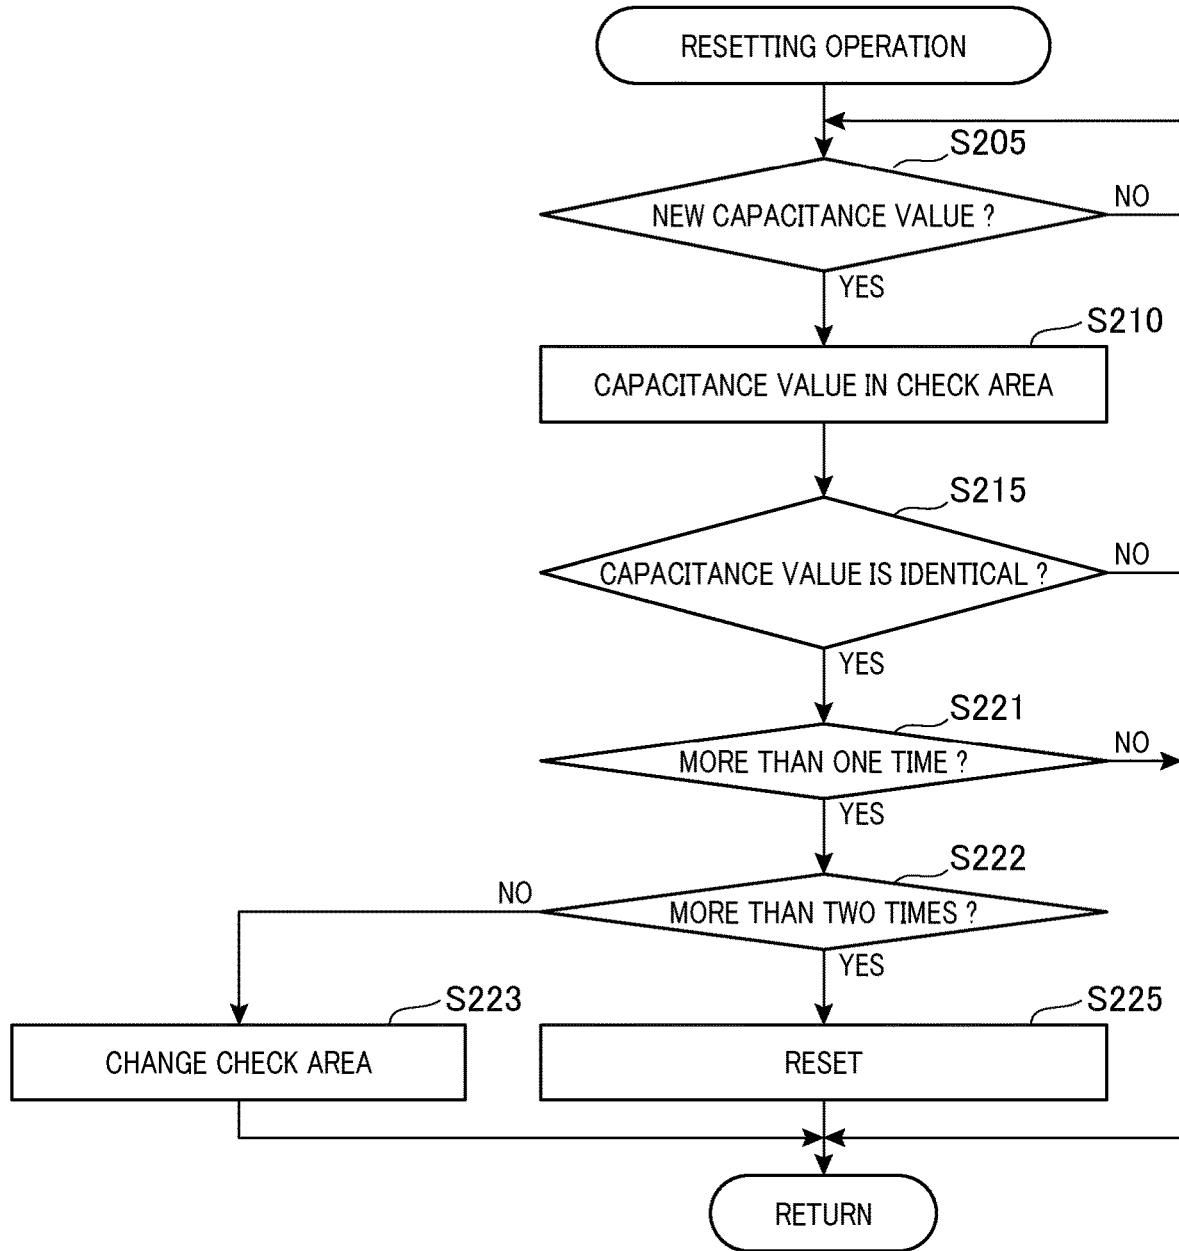 RESETTING OPERATION
S205
NEW CAPACITANCE VALUE ?
NO
YES
S210
CAPACITANCE VALUE IN CHECK AREA
S215
CAPACITANCE VALUE IS IDENTICAL ?
NO
YES
S221
MORE THAN ONE TIME ?
NO
YES
S222
NO
MORE THAN TWO TIMES ?
YES
S223
S225
CHANGE CHECK AREA
RESET
RETURN